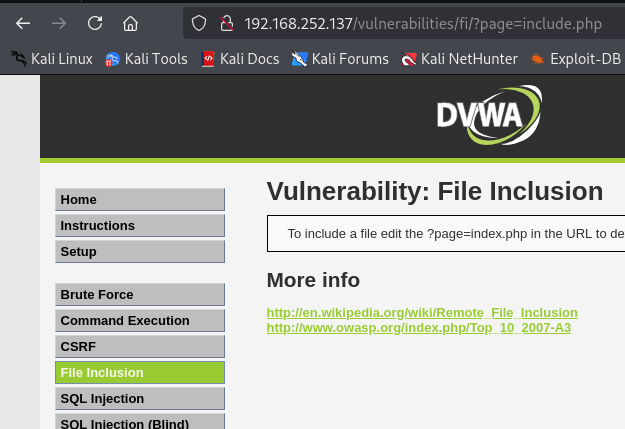 192.168.252.137/vulnerabilities/fi/?page=include.php
Kali Linux Kali Tools Kali Docs Kali Forums Kali NetHunter Exploit-DB
DVWA
Home
Instructions
Setup
Brute Force
Command Execution
CSRF
File Inclusion
SQL Injection
SQL Injection (Blind)
Vulnerability: File Inclusion
To include a file edit the ?page=index.php in the URL to de
More info
http://en.wikipedia.org/wiki/Remote_File_Inclusion
http://www.owasp.org/index.php/Top_10_2007-A3